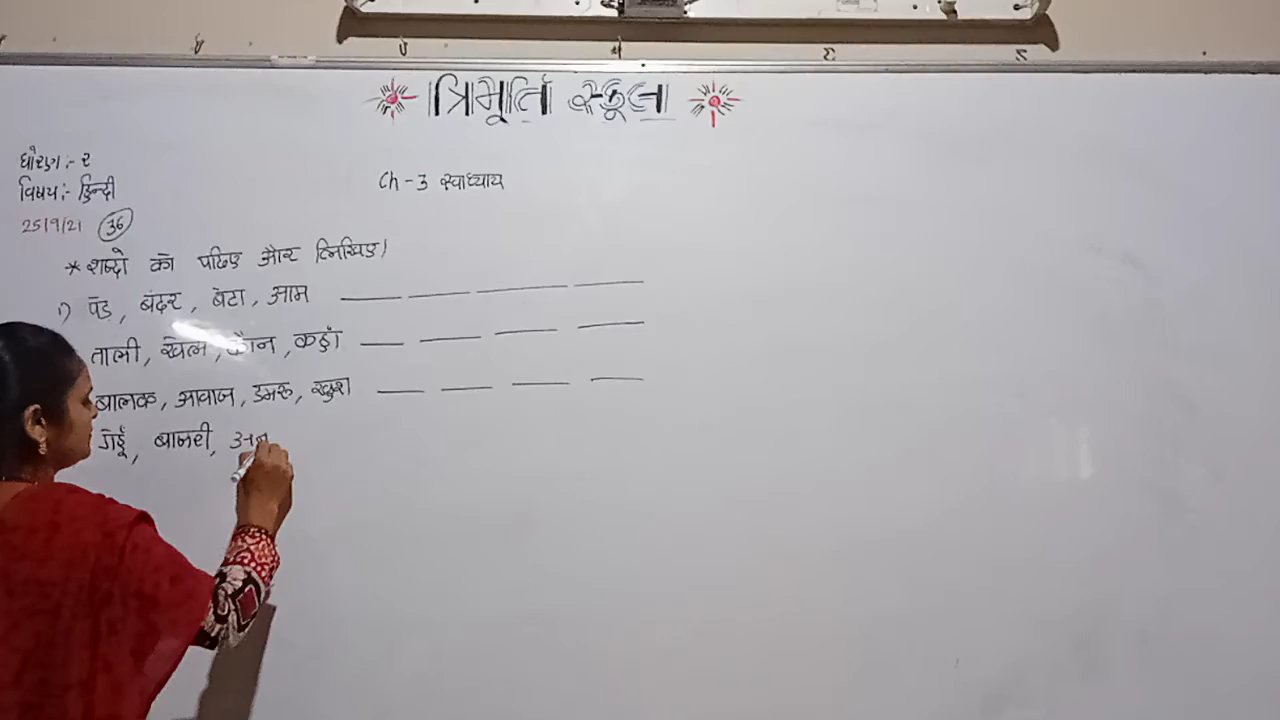 त्रिमूर्ति स्कूल
धोरण :- २
विषय :- हिन्दी
Ch - 3 स्वाध्याय
25/9/21 36
* शब्दो को पढिए और लिखिए।
1) पेड, बंदर, बेटा, आम
ताली, खेल, कौन, कहाँ
बालक, आवाज, डमरू, खुश
गेहूँ, बाजरी,